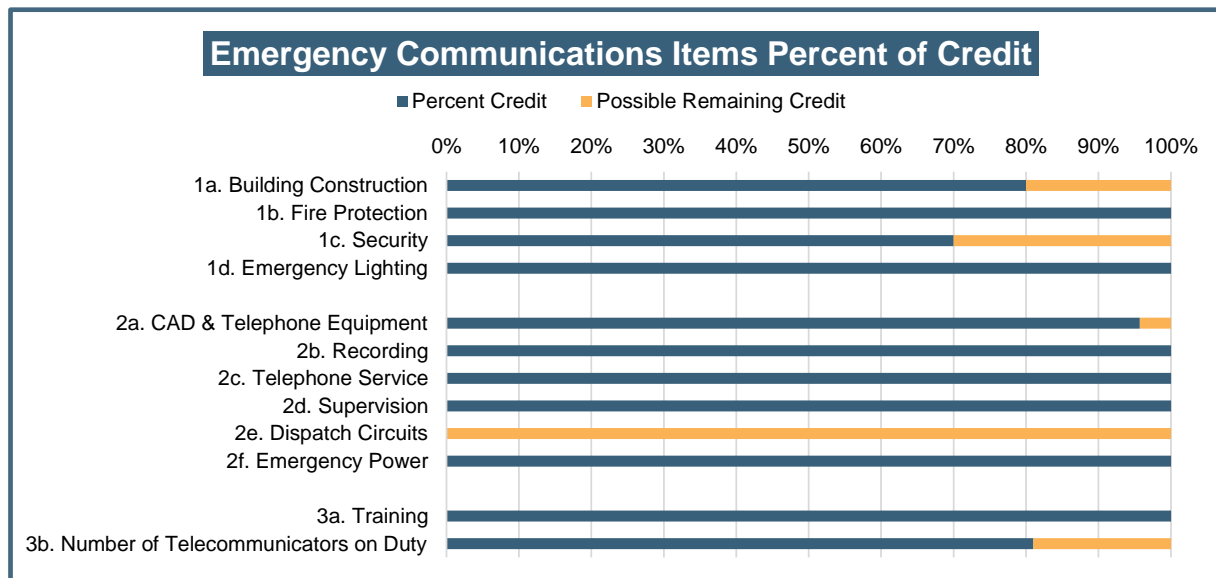 Emergency Communications Items Percent of Credit
Percent Credit Possible Remaining Credit
0% 10% 20% 30% 40% 50% 60% 70% 80% 90% 100%
1a. Building Construction
1b. Fire Protection
1c. Security
1d. Emergency Lighting
2a. CAD & Telephone Equipment
2b. Recording
2c. Telephone Service
2d. Supervision
2e. Dispatch Circuits
2f. Emergency Power
3a. Training
3b. Number of Telecommunicators on Duty